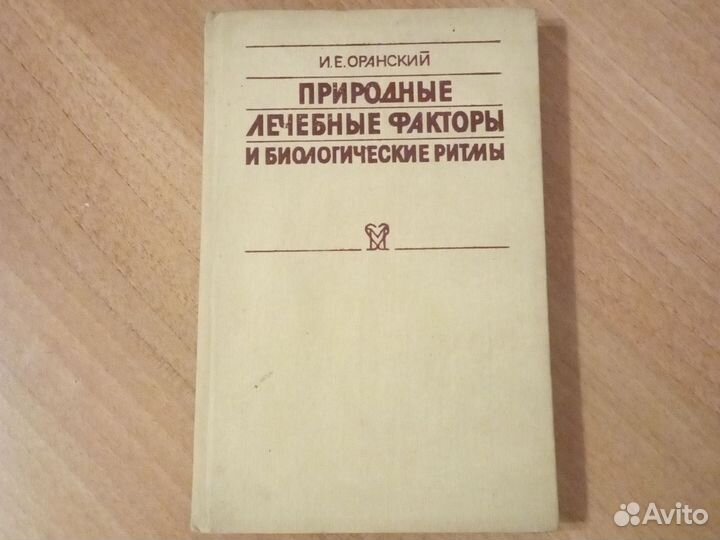 И.Е.ОРАНСКИЙ
ПРИРОДНЫЕ
ЛЕЧЕБНЫЕ ФАКТОРЫ
И БИОЛОГИЧЕСКИЕ РИТМЫ
Avito